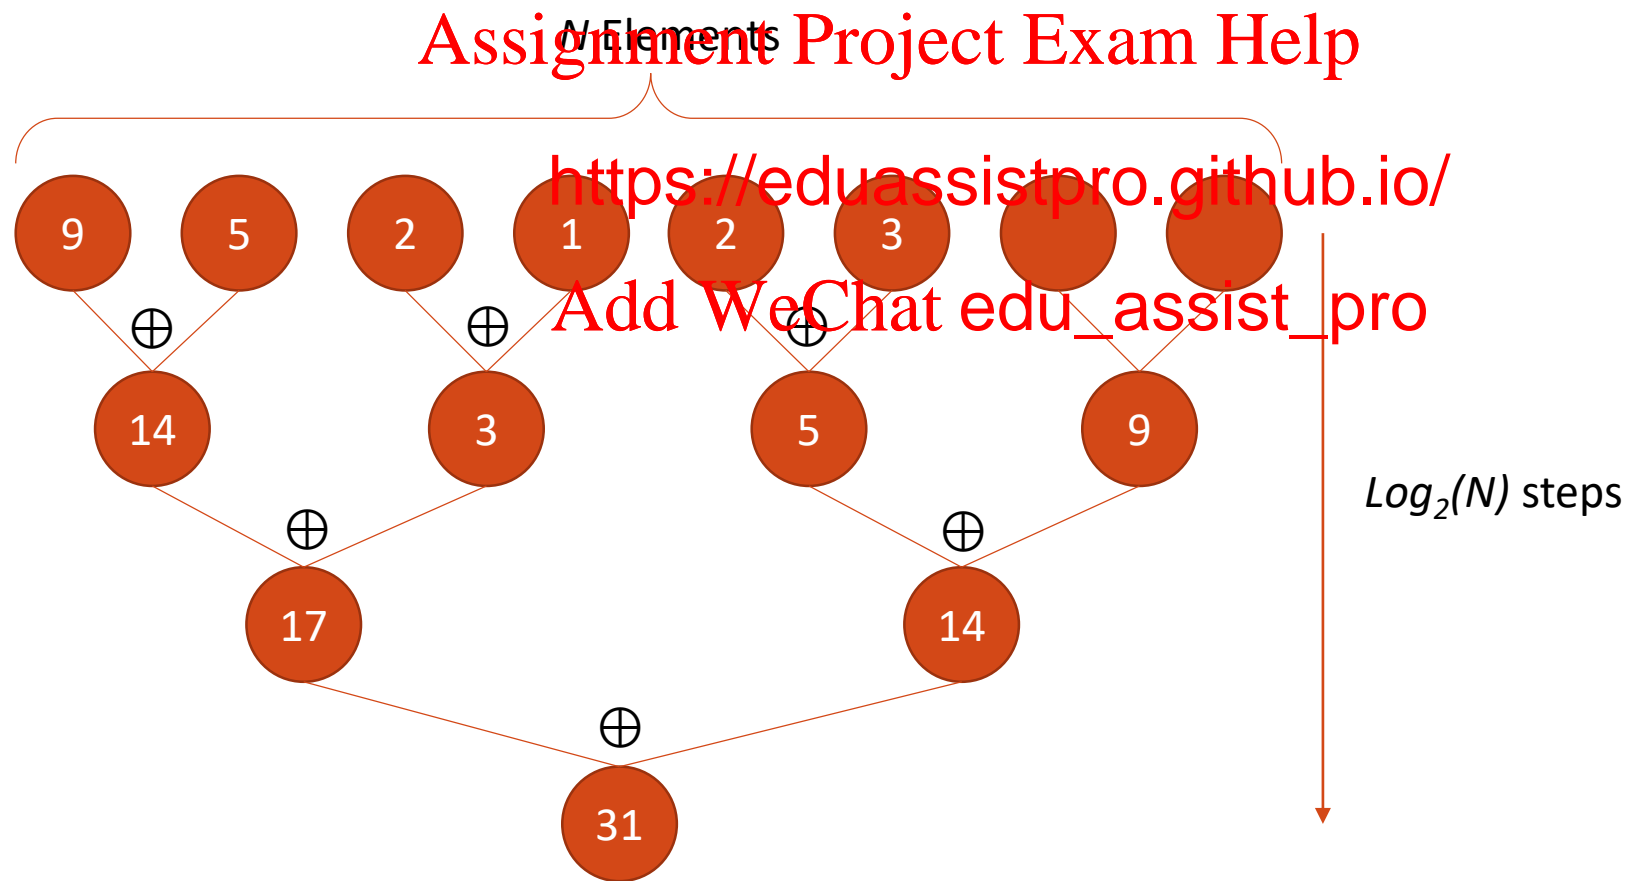 Assignment Project Exam Help
N Elements
https://eduassistpro.github.io/
9 5 2 1 2 3
Add WeChat edu_assist_pro
⊕ ⊕ ⊕
14 3 5 9
Log2(N) steps
⊕ ⊕
17 14
⊕
31